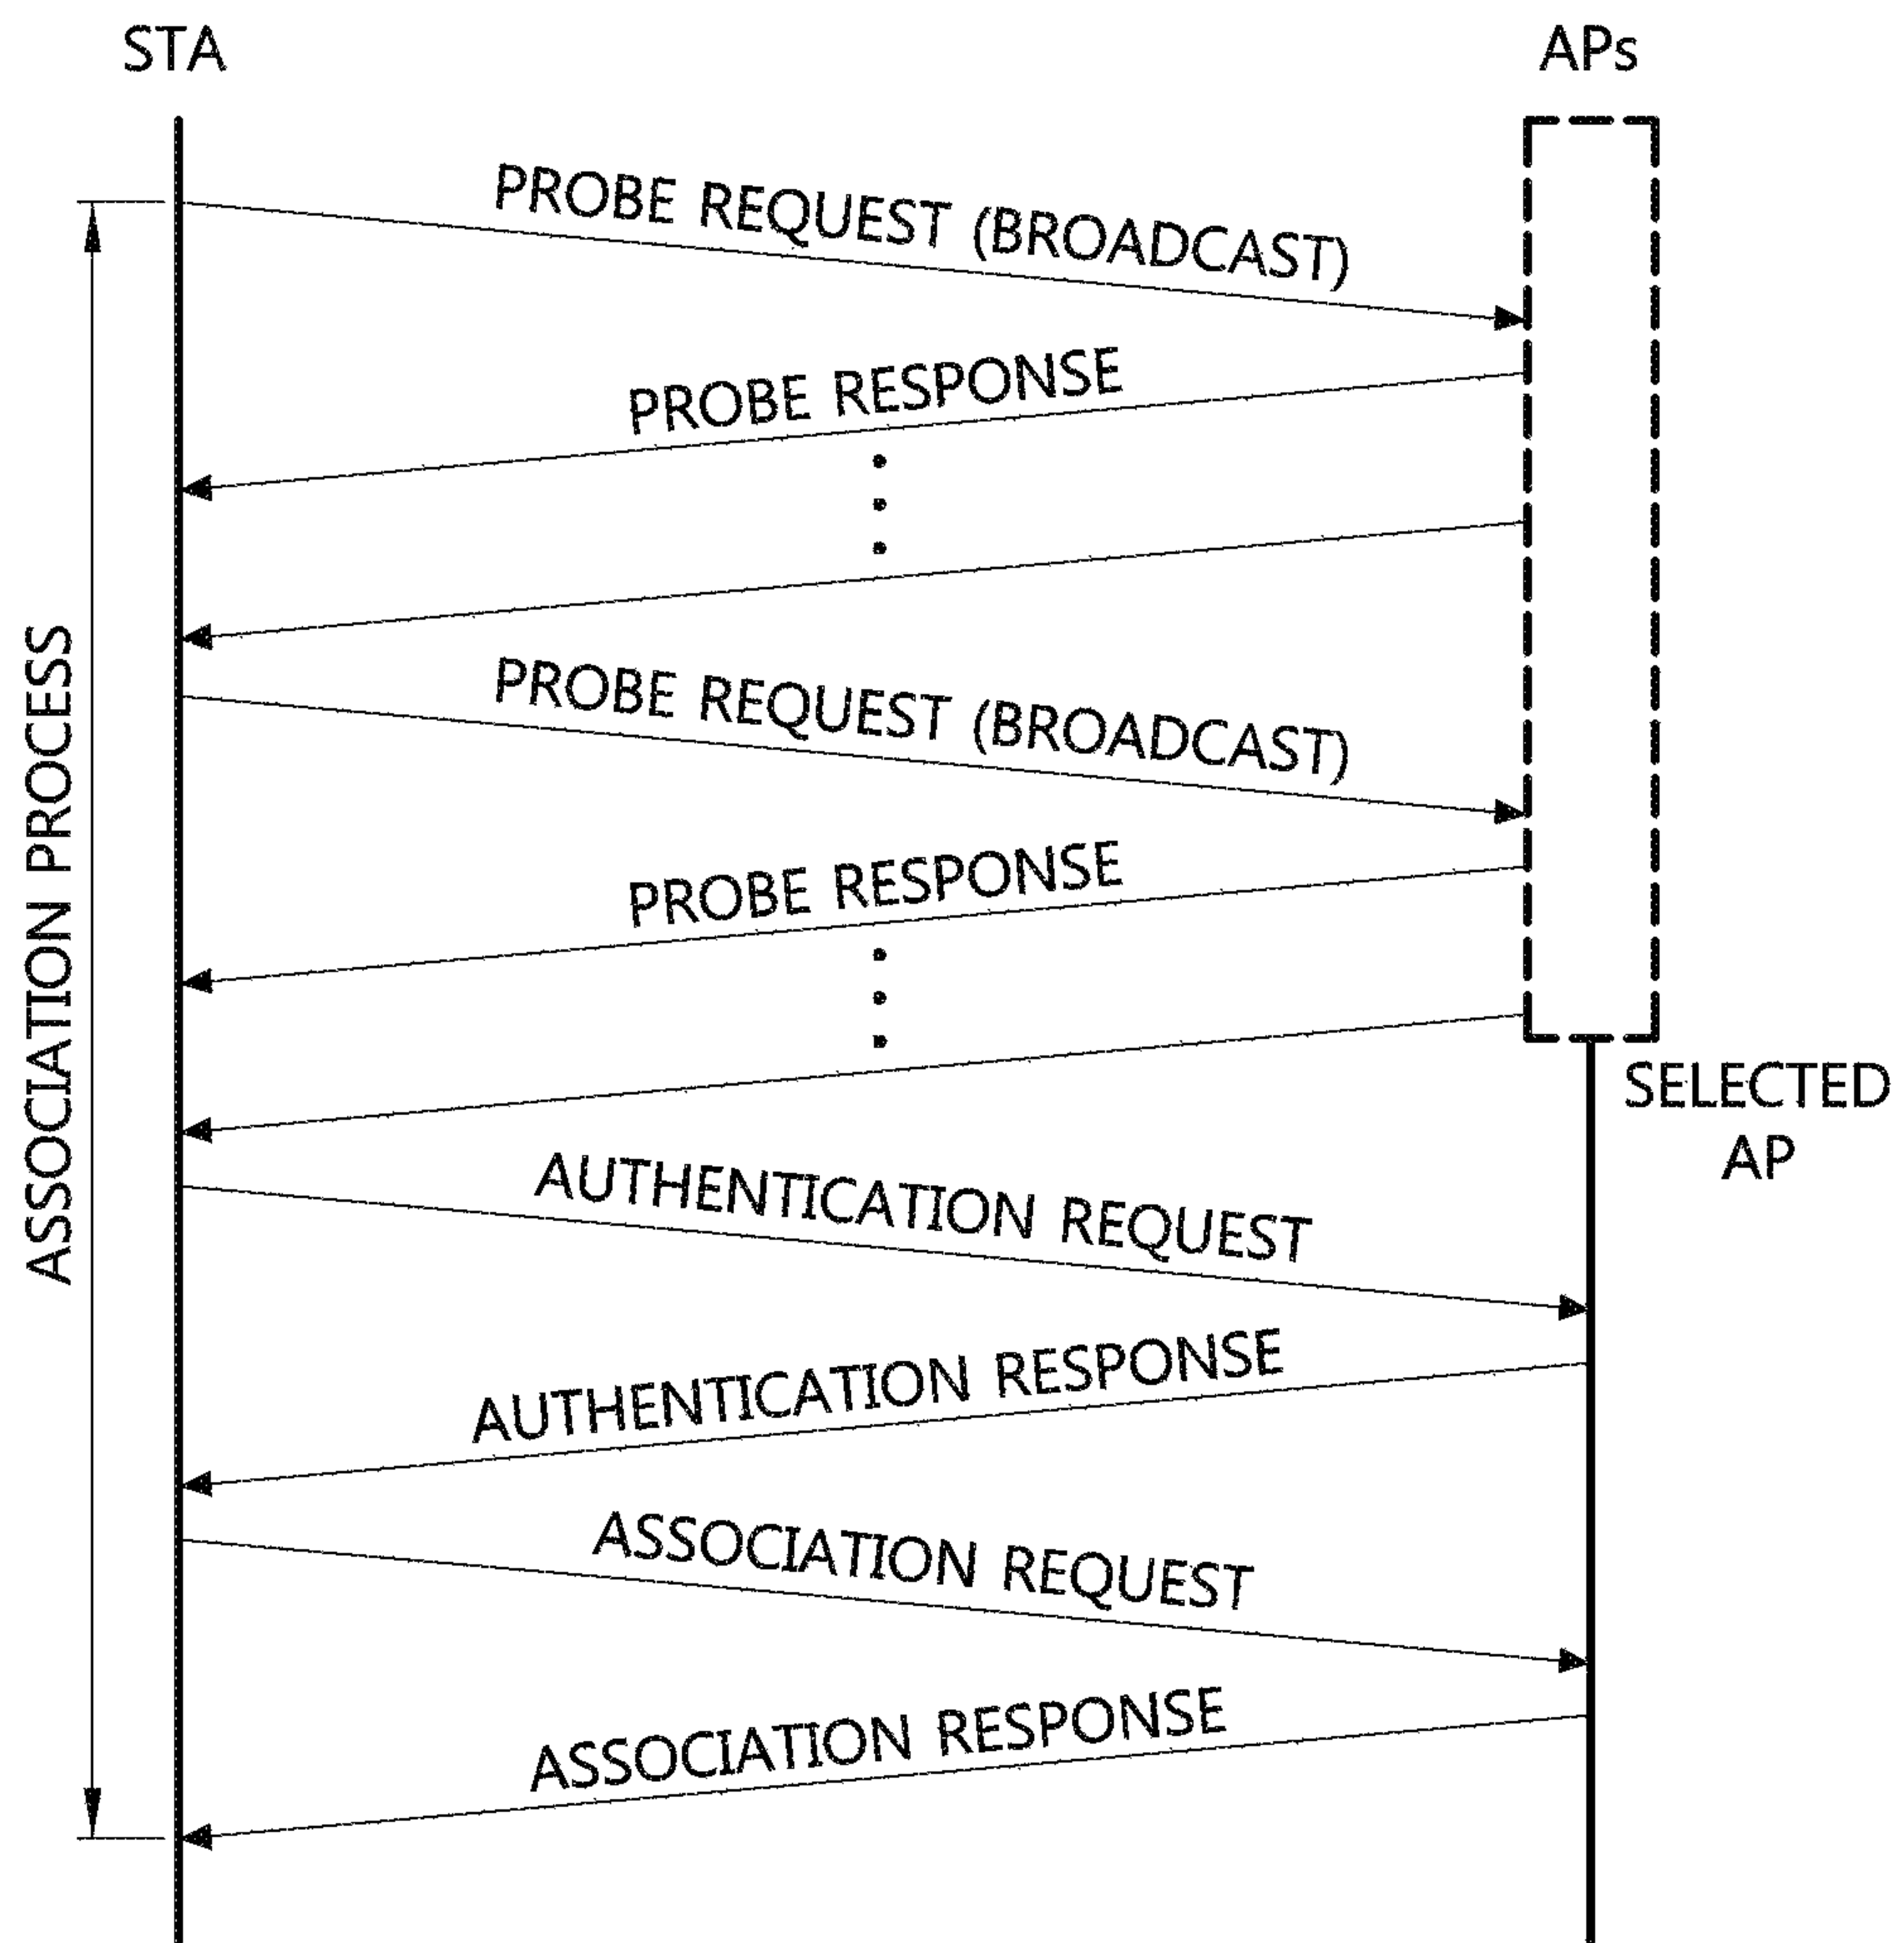 STA
APs
PROBE REQUEST (BROADCAST)
PROBE RESPONSE
PROBE REQUEST (BROADCAST)
PROBE RESPONSE
ASSOCIATION PROCESS
SELECTED
AP
AUTHENTICATION REQUEST
AUTHENTICATION RESPONSE
ASSOCIATION REQUEST
ASSOCIATION RESPONSE